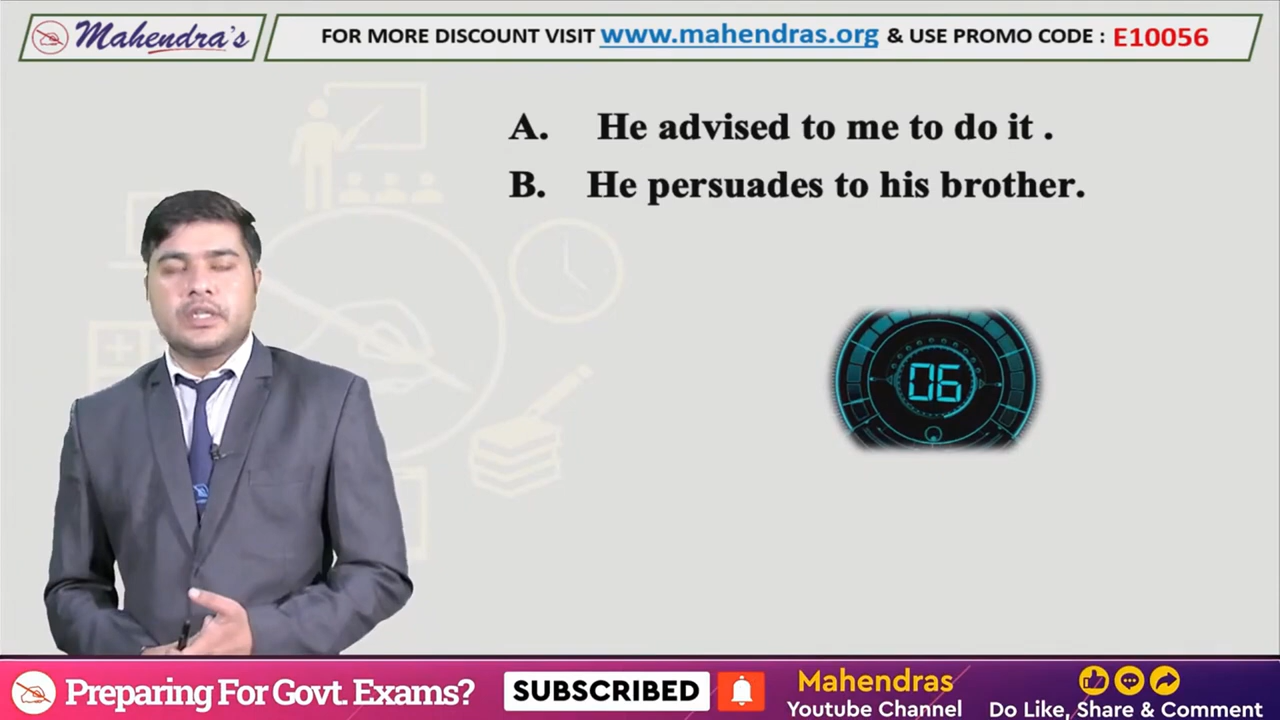 Mahendra's
FOR MORE DISCOUNT VISIT www.mahendras.org & USE PROMO CODE : E10056
A. He advised to me to do it .
B. He persuades to his brother.
06
Preparing For Govt. Exams?
SUBSCRIBED
Mahendras
Youtube Channel
Do Like, Share & Comment